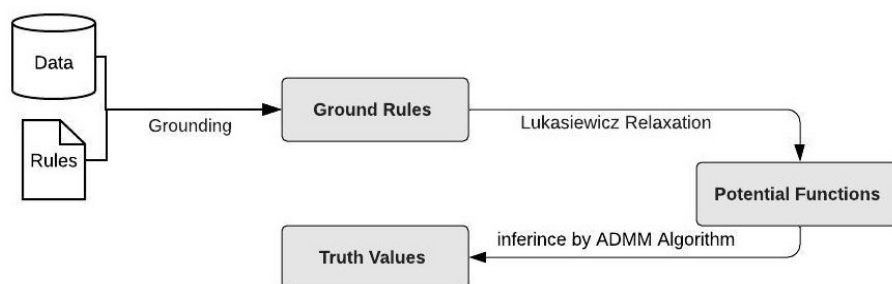 Data
Rules
Grounding
Ground Rules
Lukasiewicz Relaxation
Potential Functions
inferince by ADMM Algorithm
Truth Values